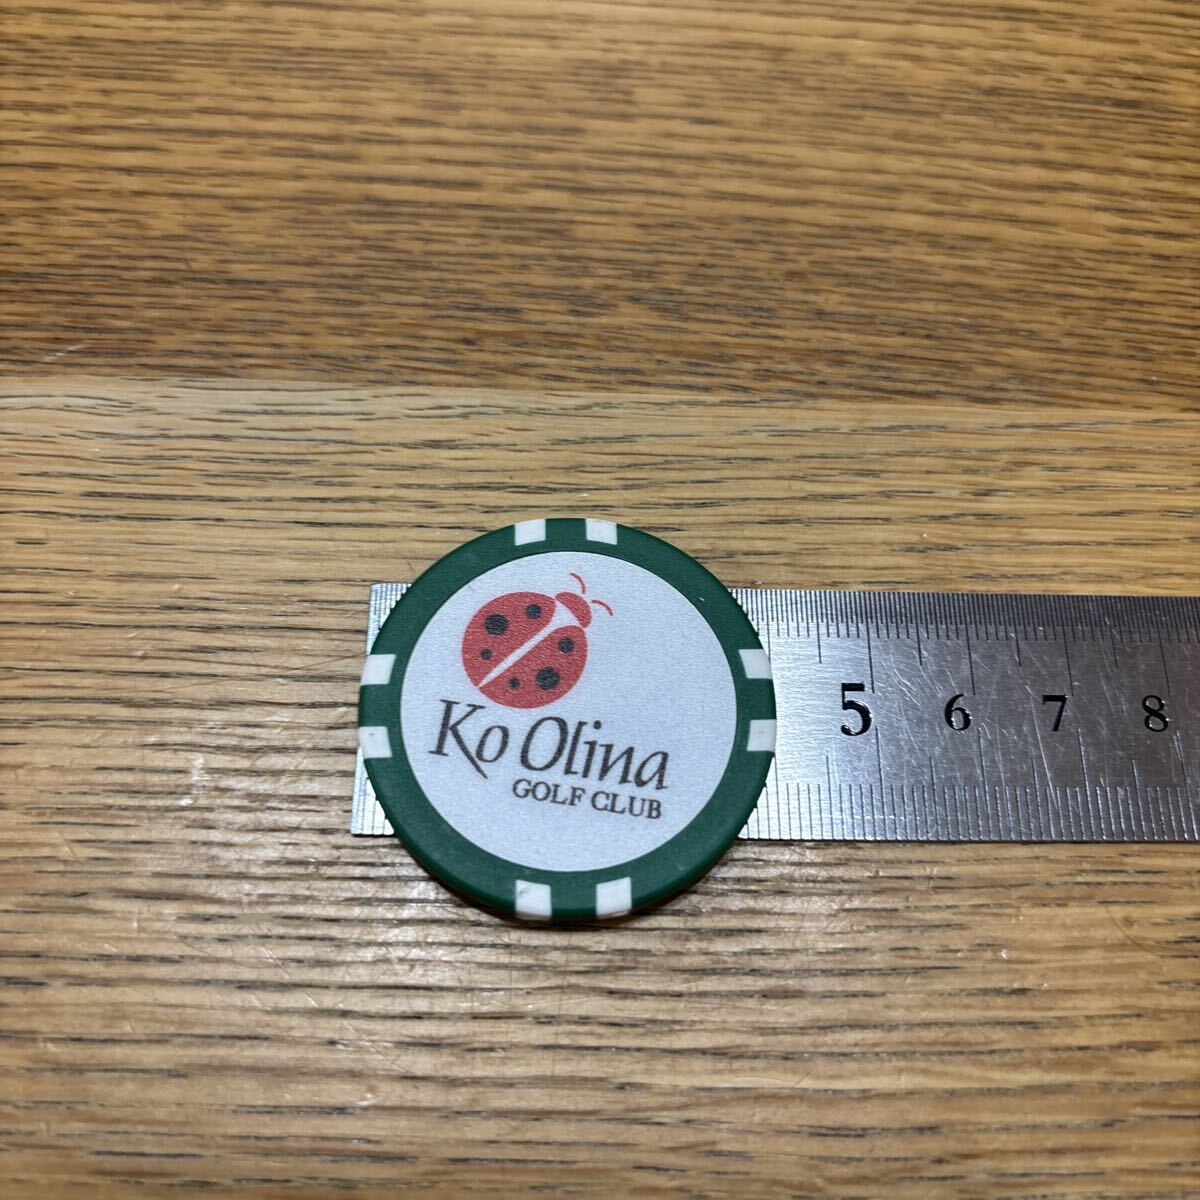 Ko Olina
GOLF CLUB
5 6 7 8